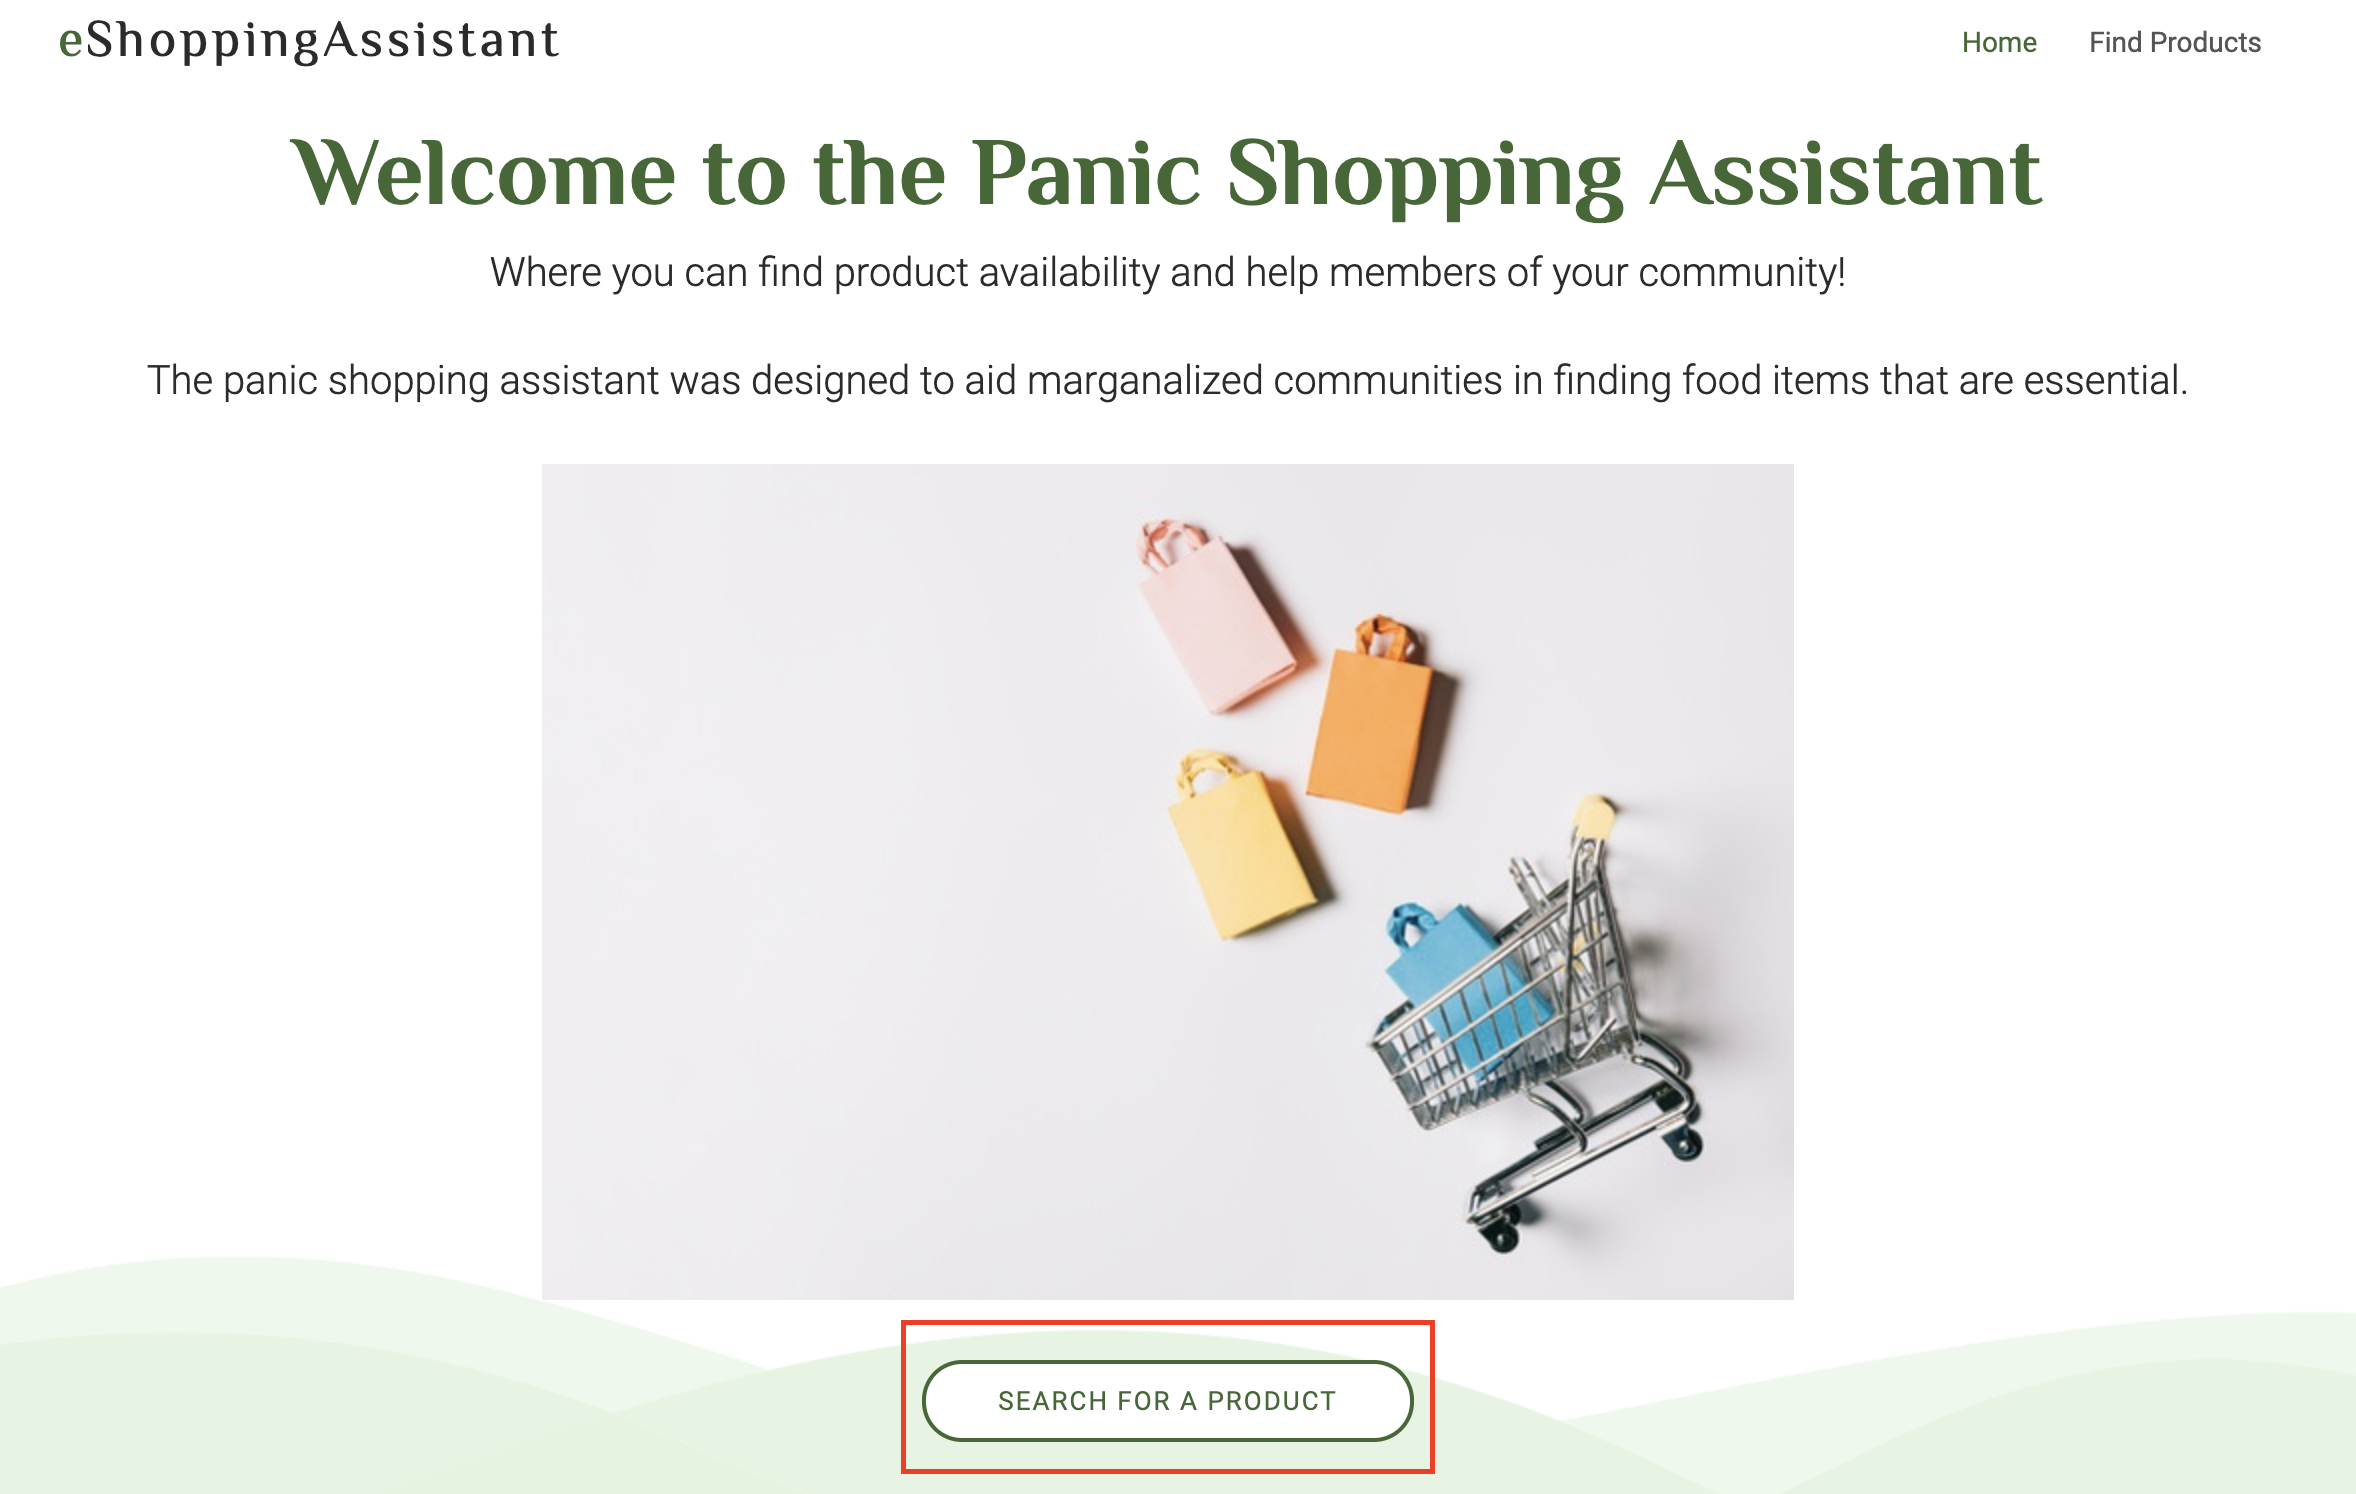 eShoppingAssistant
Home
Find Products
Welcome to the Panic Shopping Assistant
Where you can find product availability and help members of your community!
The panic shopping assistant was designed to aid marganalized communities in finding food items that are essential.
SEARCH FOR A PRODUCT